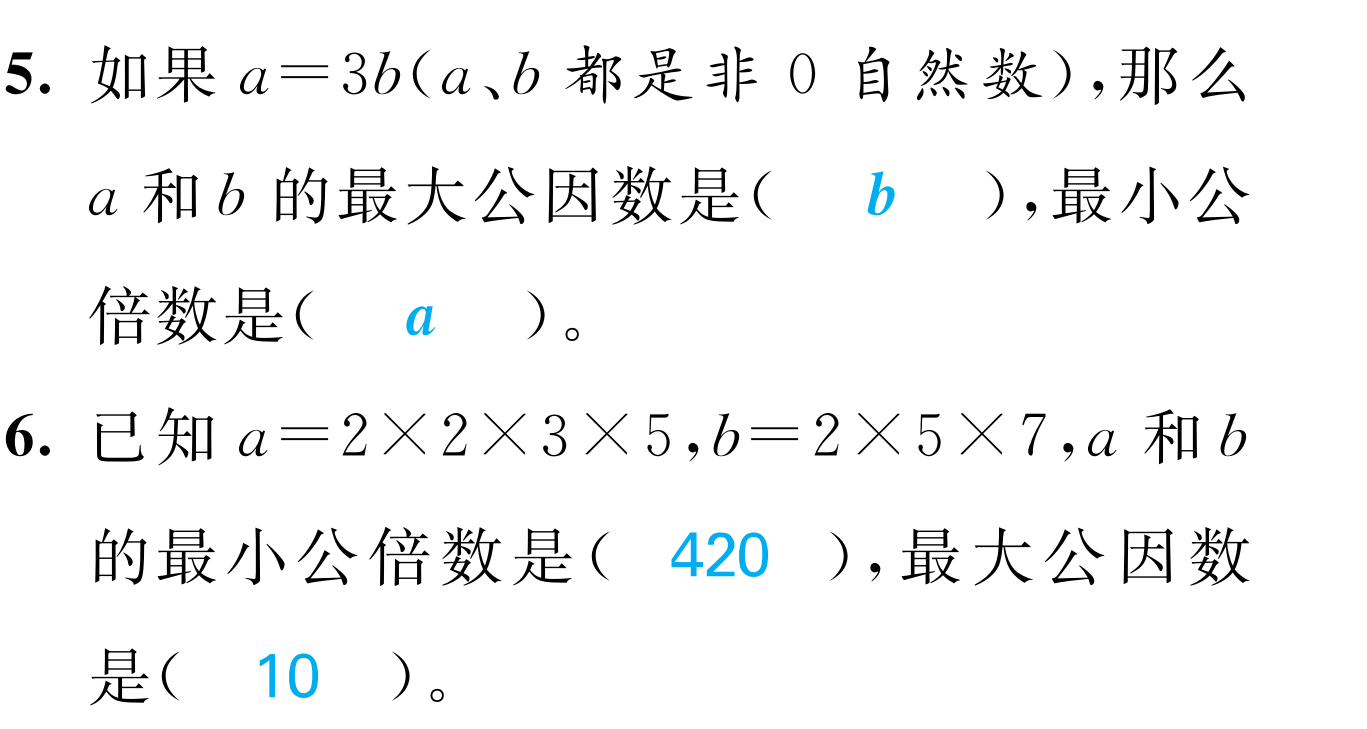 5. 如果 a=3b(a、b 都是非 0 自然数),那么
a 和 b 的最大公因数是( b ),最小公
倍数是( a )。
6. 已知 a=2×2×3×5,b=2×5×7,a 和 b
的最小公倍数是( 420 ),最大公因数
是( 10 )。